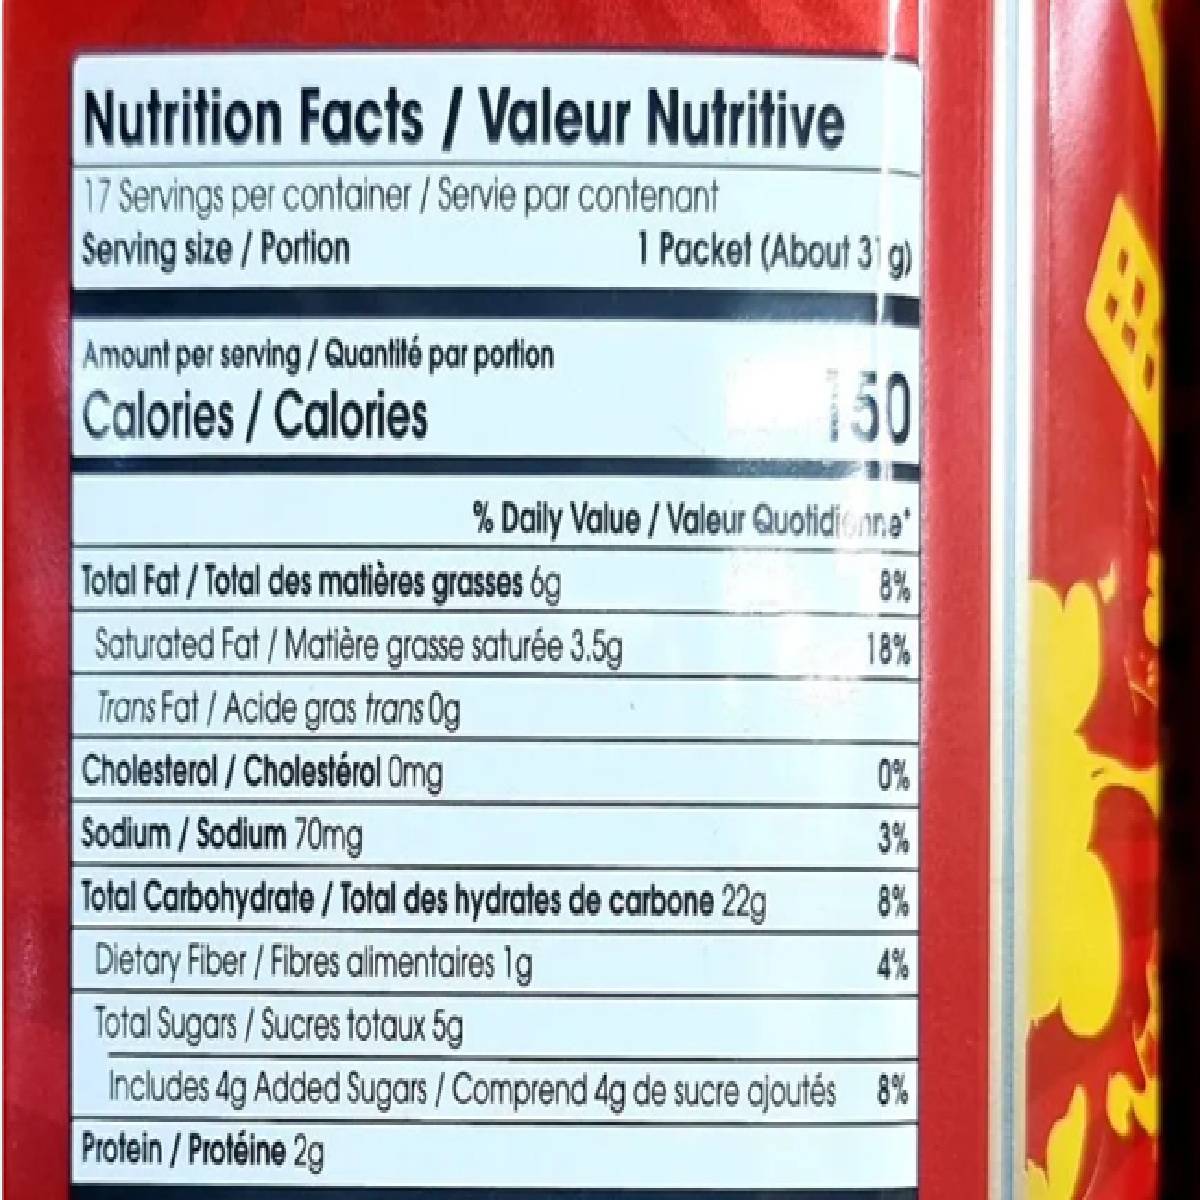 Nutrition Facts / Valeur Nutritive
17 Servings per container / Servie par contenant
Serving size / Portion 1 Packet (About 31g)
Amount per serving / Quantité par portion
Calories / Calories 150
% Daily Value / Valeur Quotidienne*
Total Fat / Total des matières grasses 6g 8%
Saturated Fat / Matière grasse saturée 3.5g 18%
Trans Fat / Acide gras trans 0g
Cholesterol / Cholestérol 0mg 0%
Sodium / Sodium 70mg 3%
Total Carbohydrate / Total des hydrates de carbone 22g 8%
Dietary Fiber / Fibres alimentaires 1g 4%
Total Sugars / Sucres totaux 5g
Includes 4g Added Sugars / Comprend 4g de sucre ajoutés 8%
Protein / Protéine 2g